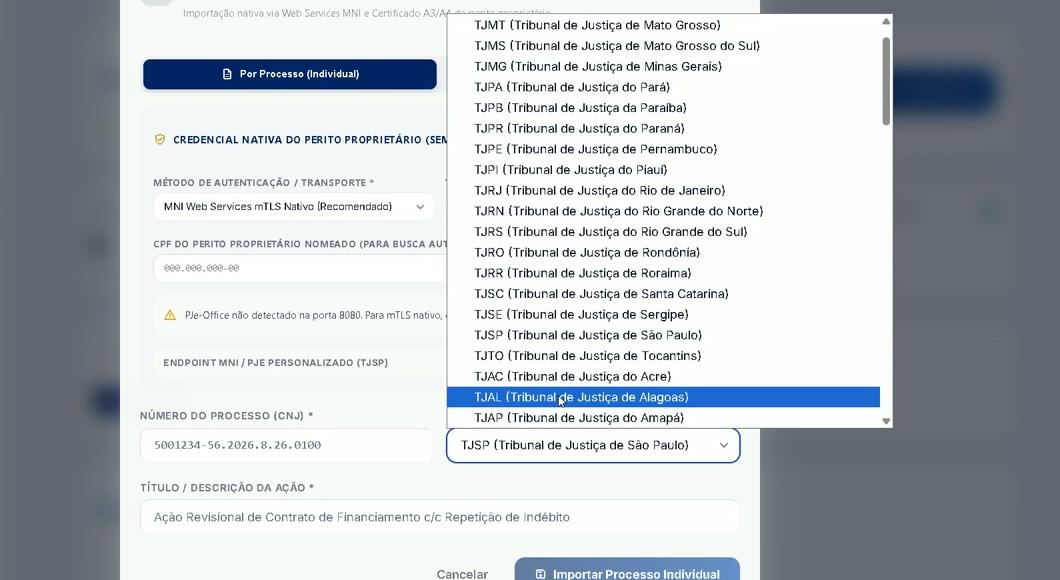 Importação nativa via Web Services MNI e Certificado A3/A4 do perito proprietário.
Por Processo (Individual)
CREDENCIAL NATIVA DO PERITO PROPRIETÁRIO (SEM
MÉTODO DE AUTENTICAÇÃO / TRANSPORTE *
MNI Web Services mTLS Nativo (Recomendado)
CPF DO PERITO PROPRIETÁRIO NOMEADO (PARA BUSCA AUT
000.000.000-00
PJe-Office não detectado na porta 8080. Para mTLS nativo,
ENDPOINT MNI / PJE PERSONALIZADO (TJSP)
TJMT (Tribunal de Justiça de Mato Grosso)
TJMS (Tribunal de Justiça de Mato Grosso do Sul)
TJMG (Tribunal de Justiça de Minas Gerais)
TJPA (Tribunal de Justiça do Pará)
TJPB (Tribunal de Justiça da Paraíba)
TJPR (Tribunal de Justiça do Paraná)
TJPE (Tribunal de Justiça de Pernambuco)
TJPI (Tribunal de Justiça do Piauí)
TJRJ (Tribunal de Justiça do Rio de Janeiro)
TJRN (Tribunal de Justiça do Rio Grande do Norte)
TJRS (Tribunal de Justiça do Rio Grande do Sul)
TJRO (Tribunal de Justiça de Rondônia)
TJRR (Tribunal de Justiça de Roraima)
TJSC (Tribunal de Justiça de Santa Catarina)
TJSE (Tribunal de Justiça de Sergipe)
TJSP (Tribunal de Justiça de São Paulo)
TJTO (Tribunal de Justiça de Tocantins)
TJAC (Tribunal de Justiça do Acre)
TJAL (Tribunal de Justiça de Alagoas)
TJAP (Tribunal de Justiça do Amapá)
NÚMERO DO PROCESSO (CNJ) *
5001234-56.2026.8.26.0100
TJSP (Tribunal de Justiça de São Paulo)
TÍTULO / DESCRIÇÃO DA AÇÃO *
Ação Revisional de Contrato de Financiamento c/c Repetição de Indébito
Cancelar
Importar Processo Individual